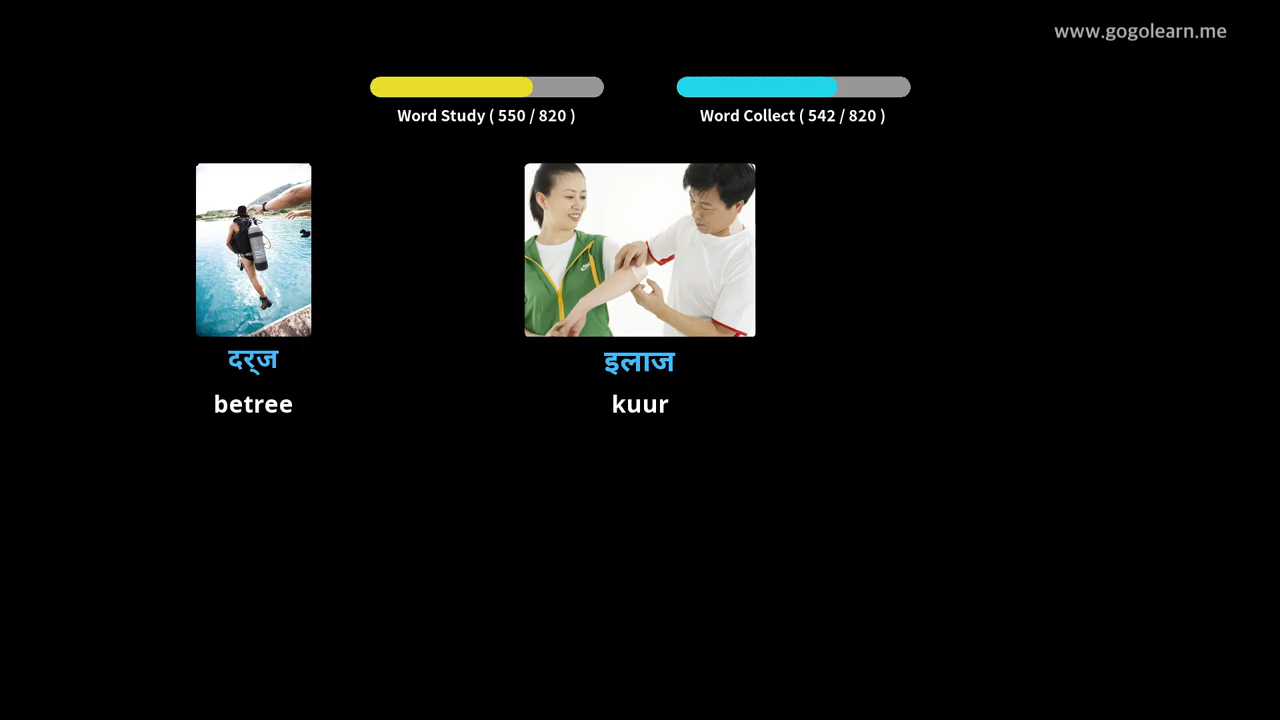 www.gogolearn.me
Word Study ( 550 / 820 )
Word Collect ( 542 / 820 )
दर्‌ज
इलाज
betree
kuur